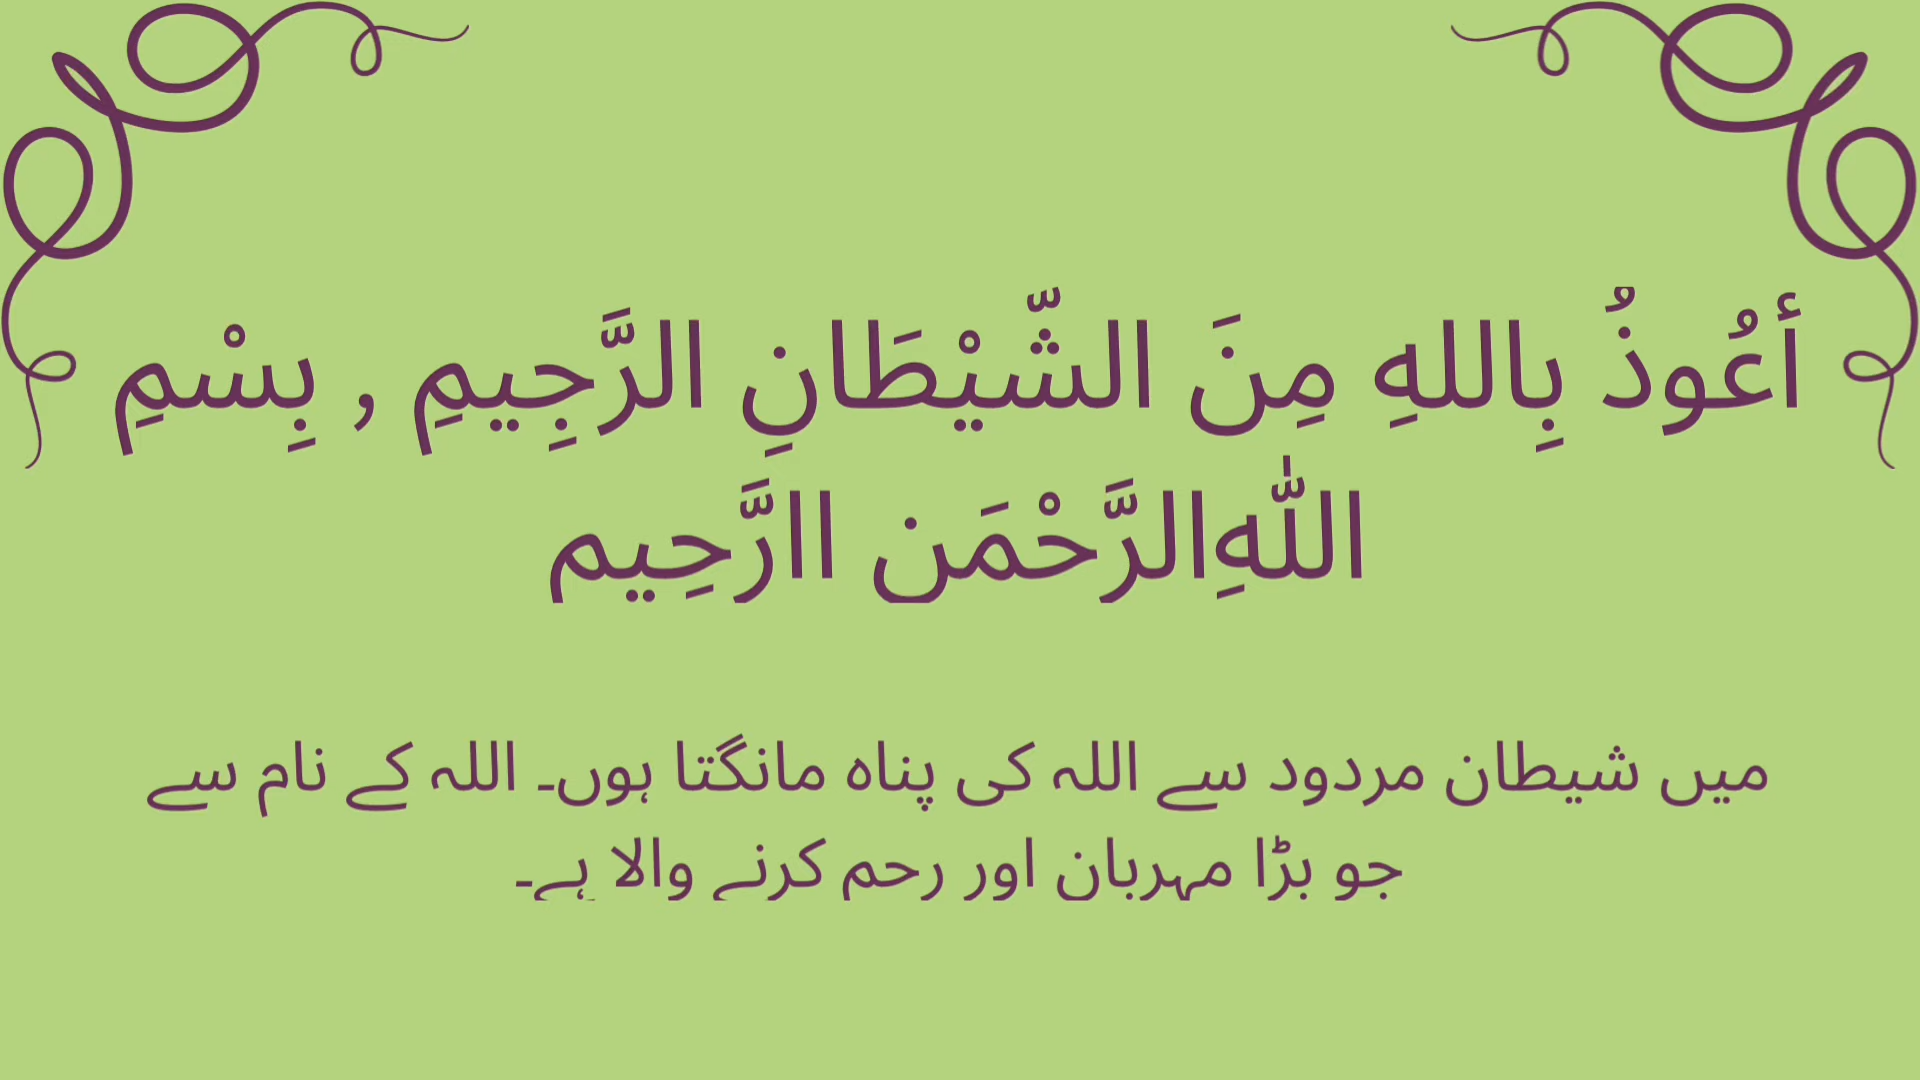 أعُوذُ بِاللهِ مِنَ الشَّيْطَانِ الرَّجِيمِ , بِسْمِ
اللّٰهِالرَّحْمَن اارَّحِيم
میں شیطان مردود سے اللہ کی پناہ مانگتا ہوں۔ اللہ کے نام سے
جو بڑا مہربان اور رحم کرنے والا ہے۔